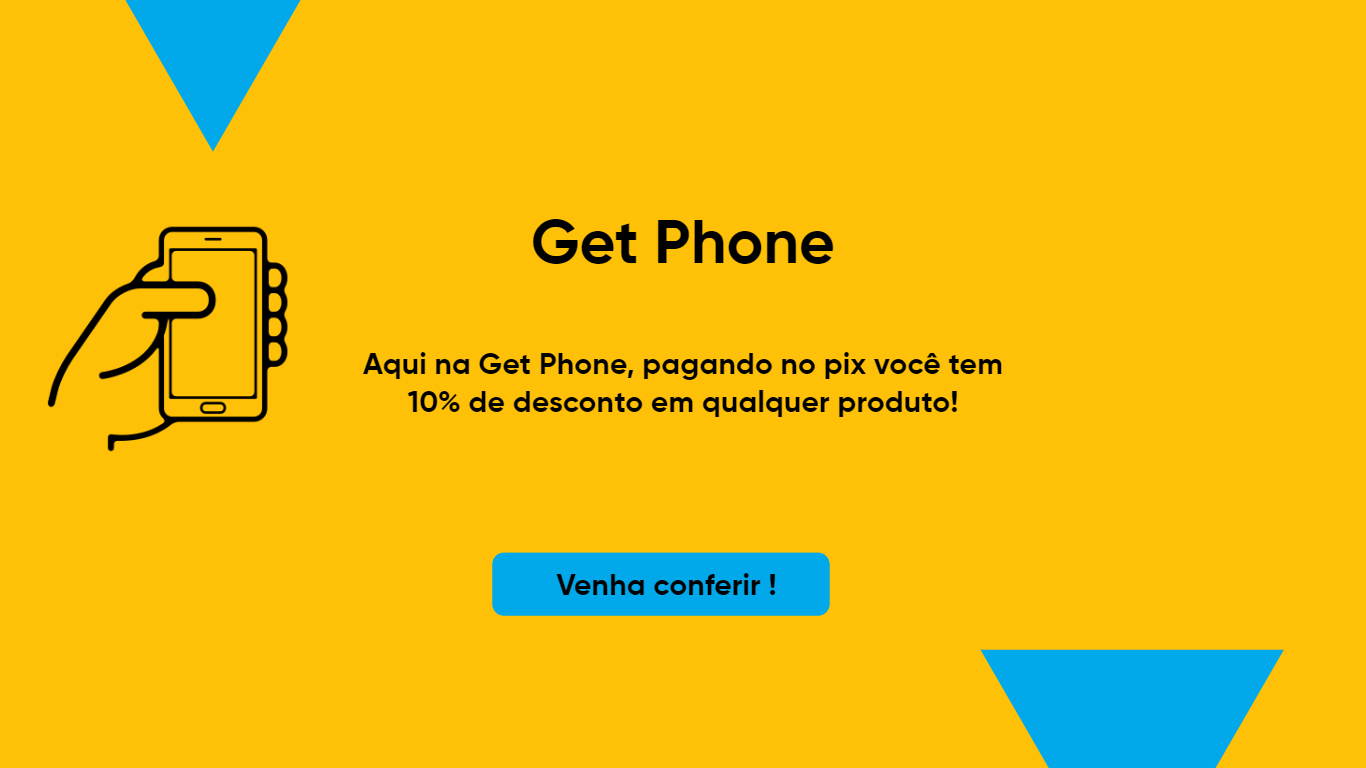 Get Phone
Aqui na Get Phone, pagando no pix você tem
10% de desconto em qualquer produto!
Venha conferir !